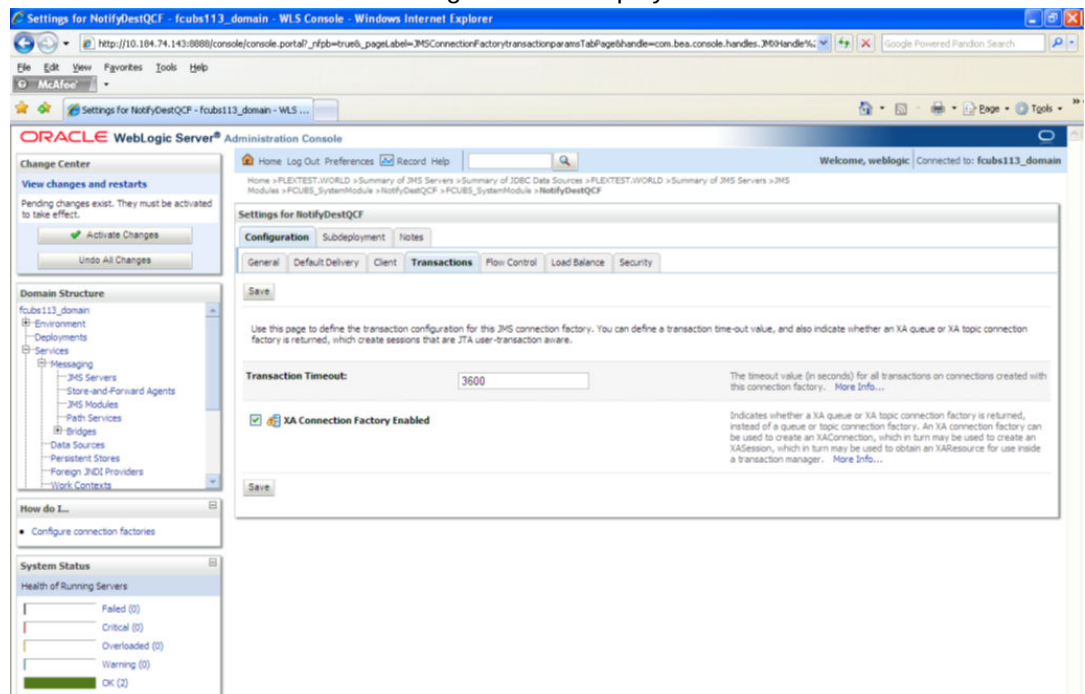 Settings for NotifyDestQCF - fcubs113_domain - WLS Console - Windows Internet Explorer
http://10.184.74.143:8888/console/console.portal?_nfpb=true&_pageLabel=JMSConnectionFactorytransactionparamsTabPage&handle=com.bea.console.handles.JMXHandle%
Google Powered Pandion Search
File Edit View Favorites Tools Help
McAfee
Settings for NotifyDestQCF - fcubs113_domain - WLS ...
Page Tools
ORACLE WebLogic Server® Administration Console
Change Center
View changes and restarts
Pending changes exist. They must be activated
to take effect.
Activate Changes
Undo All Changes
Domain Structure
fcubs113_domain
Environment
Deployments
Services
Messaging
JMS Servers
Store-and-Forward Agents
JMS Modules
Path Services
Bridges
Data Sources
Persistent Stores
Foreign JNDI Providers
Work Contexts
How do I...
Configure connection factories
System Status
Health of Running Servers
Failed (0)
Critical (0)
Overloaded (0)
Warning (0)
OK (2)
Home Log Out Preferences Record Help
Welcome, weblogic Connected to: fcubs113_domain
Home >FLEXTEST.WORLD >Summary of JMS Servers >Summary of JDBC Data Sources >FLEXTEST.WORLD >Summary of JMS Servers >JMS
Modules >FCUBS_SystemModule >NotifyDestQCF >FCUBS_SystemModule >NotifyDestQCF
Settings for NotifyDestQCF
Configuration Subdeployment Notes
General Default Delivery Client Transactions Flow Control Load Balance Security
Save
Use this page to define the transaction configuration for this JMS connection factory. You can define a transaction time-out value, and also indicate whether an XA queue or XA topic connection
factory is returned, which create sessions that are JTA user-transaction aware.
Transaction Timeout:
3600
The timeout value (in seconds) for all transactions on connections created with
this connection factory. More Info...
XA Connection Factory Enabled
Indicates whether a XA queue or XA topic connection factory is returned,
instead of a queue or topic connection factory. An XA connection factory can
be used to create an XAConnection, which in turn may be used to create an
XASession, which in turn may be used to obtain an XAResource for use inside
a transaction manager. More Info...
Save